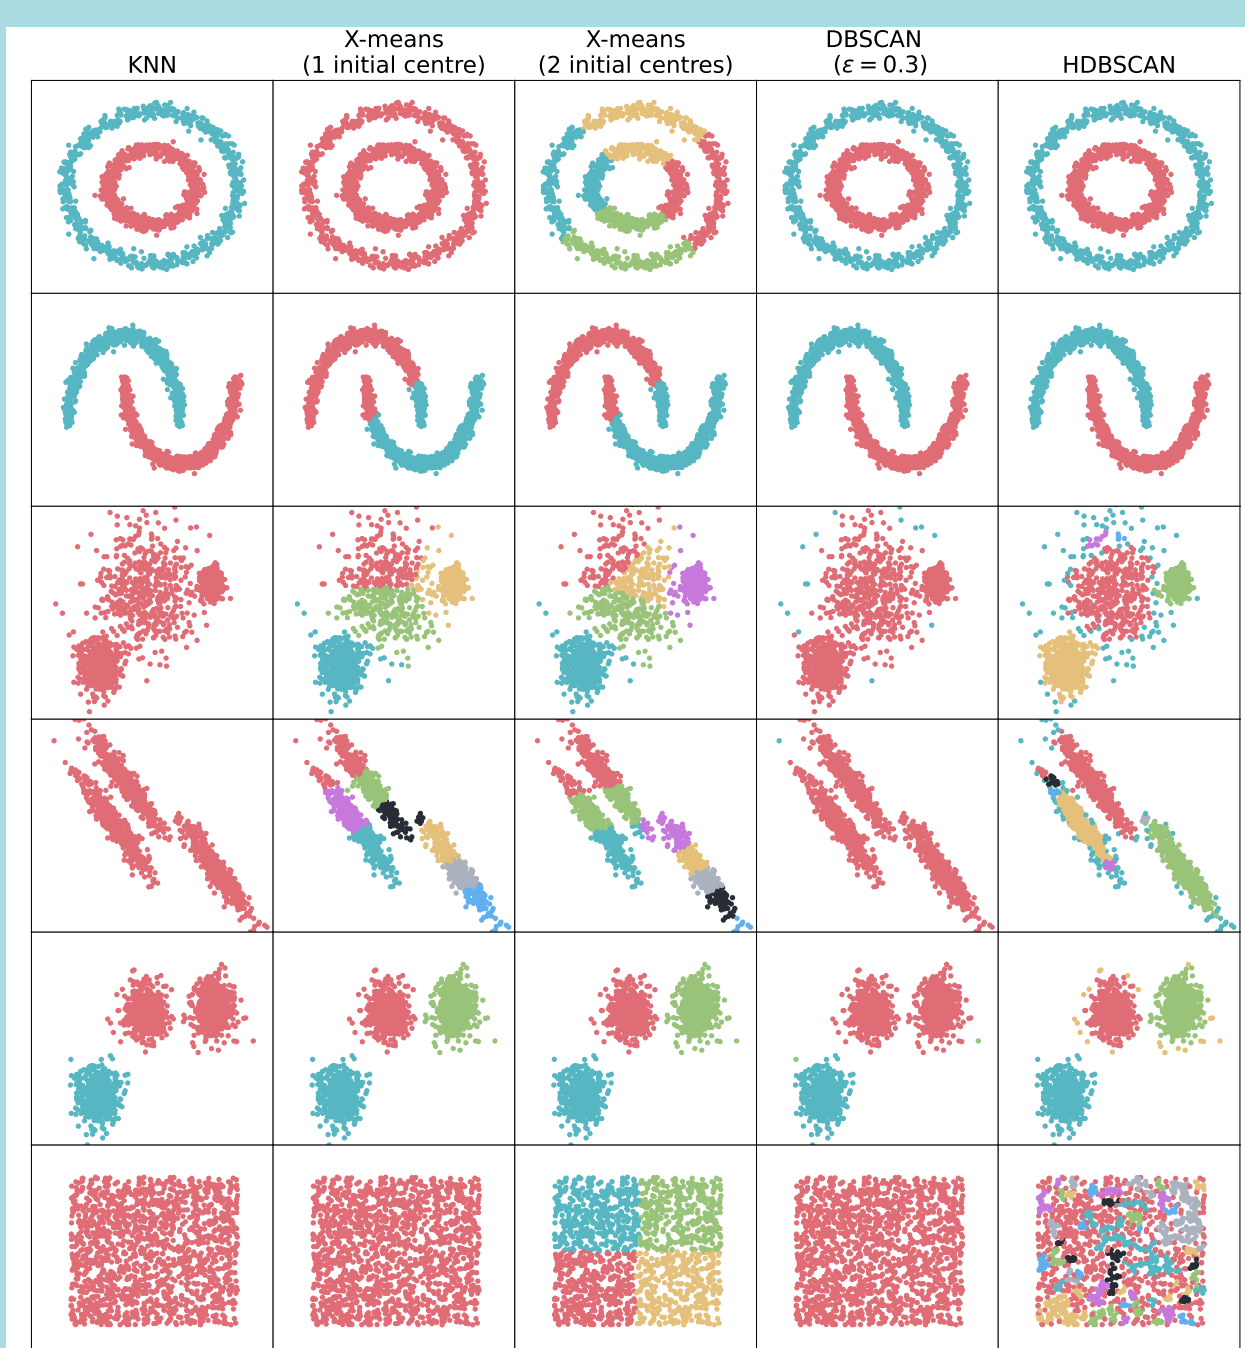 KNN
X-means
(1 initial centre)
X-means
(2 initial centres)
DBSCAN
(ε = 0.3)
HDBSCAN